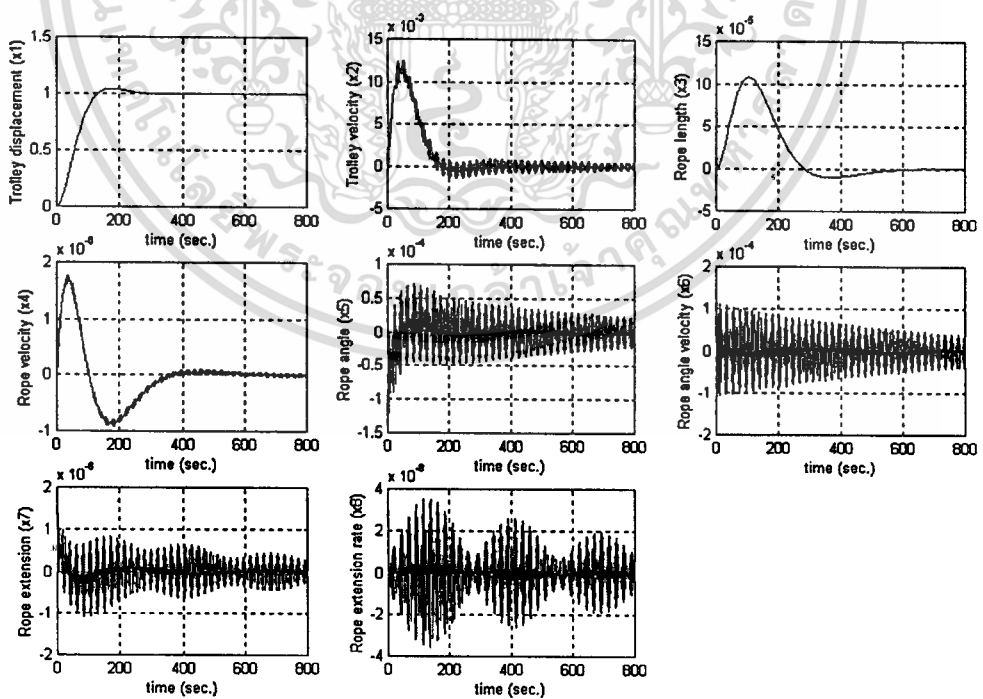 x 10⁻³
x 10⁻⁵
1.5
1
0.5
0
Trolley displacement (x1)
0 200 400 600 800
time (sec.)
15
10
5
0
-5
Trolley velocity (x2)
0 200 400 600 800
time (sec.)
15
10
5
0
-5
Rope length (x3)
0 200 400 600 800
time (sec.)
x 10⁻⁶
2
1
0
-1
Rope velocity (x4)
0 200 400 600 800
time (sec.)
x 10⁻⁴
1
0.5
0
-0.5
-1
-1.5
Rope angle (x5)
0 200 400 600 800
time (sec.)
x 10⁻⁴
2
1
0
-1
-2
Rope angle velocity (x6)
0 200 400 600 800
time (sec.)
x 10⁻⁶
2
1
0
-1
-2
Rope extension (x7)
0 200 400 600 800
time (sec.)
x 10⁻⁸
4
2
0
-2
-4
Rope extension rate (x8)
0 200 400 600 800
time (sec.)